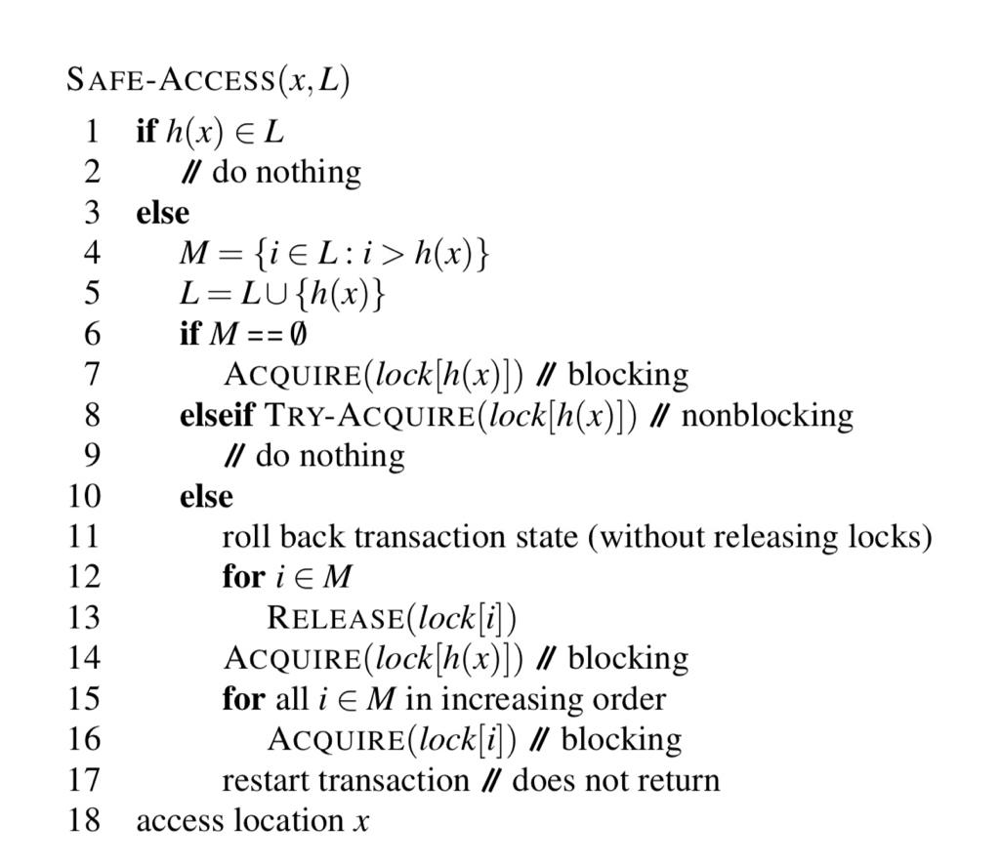 SAFE-ACCESS(x, L)
1 if h(x) ∈ L
2 // do nothing
3 else
4 M = {i ∈ L : i > h(x)}
5 L = L ∪ {h(x)}
6 if M == ∅
7 ACQUIRE(lock[h(x)]) // blocking
8 elseif TRY-ACQUIRE(lock[h(x)]) // nonblocking
9 // do nothing
10 else
11 roll back transaction state (without releasing locks)
12 for i ∈ M
13 RELEASE(lock[i])
14 ACQUIRE(lock[h(x)]) // blocking
15 for all i ∈ M in increasing order
16 ACQUIRE(lock[i]) // blocking
17 restart transaction // does not return
18 access location x